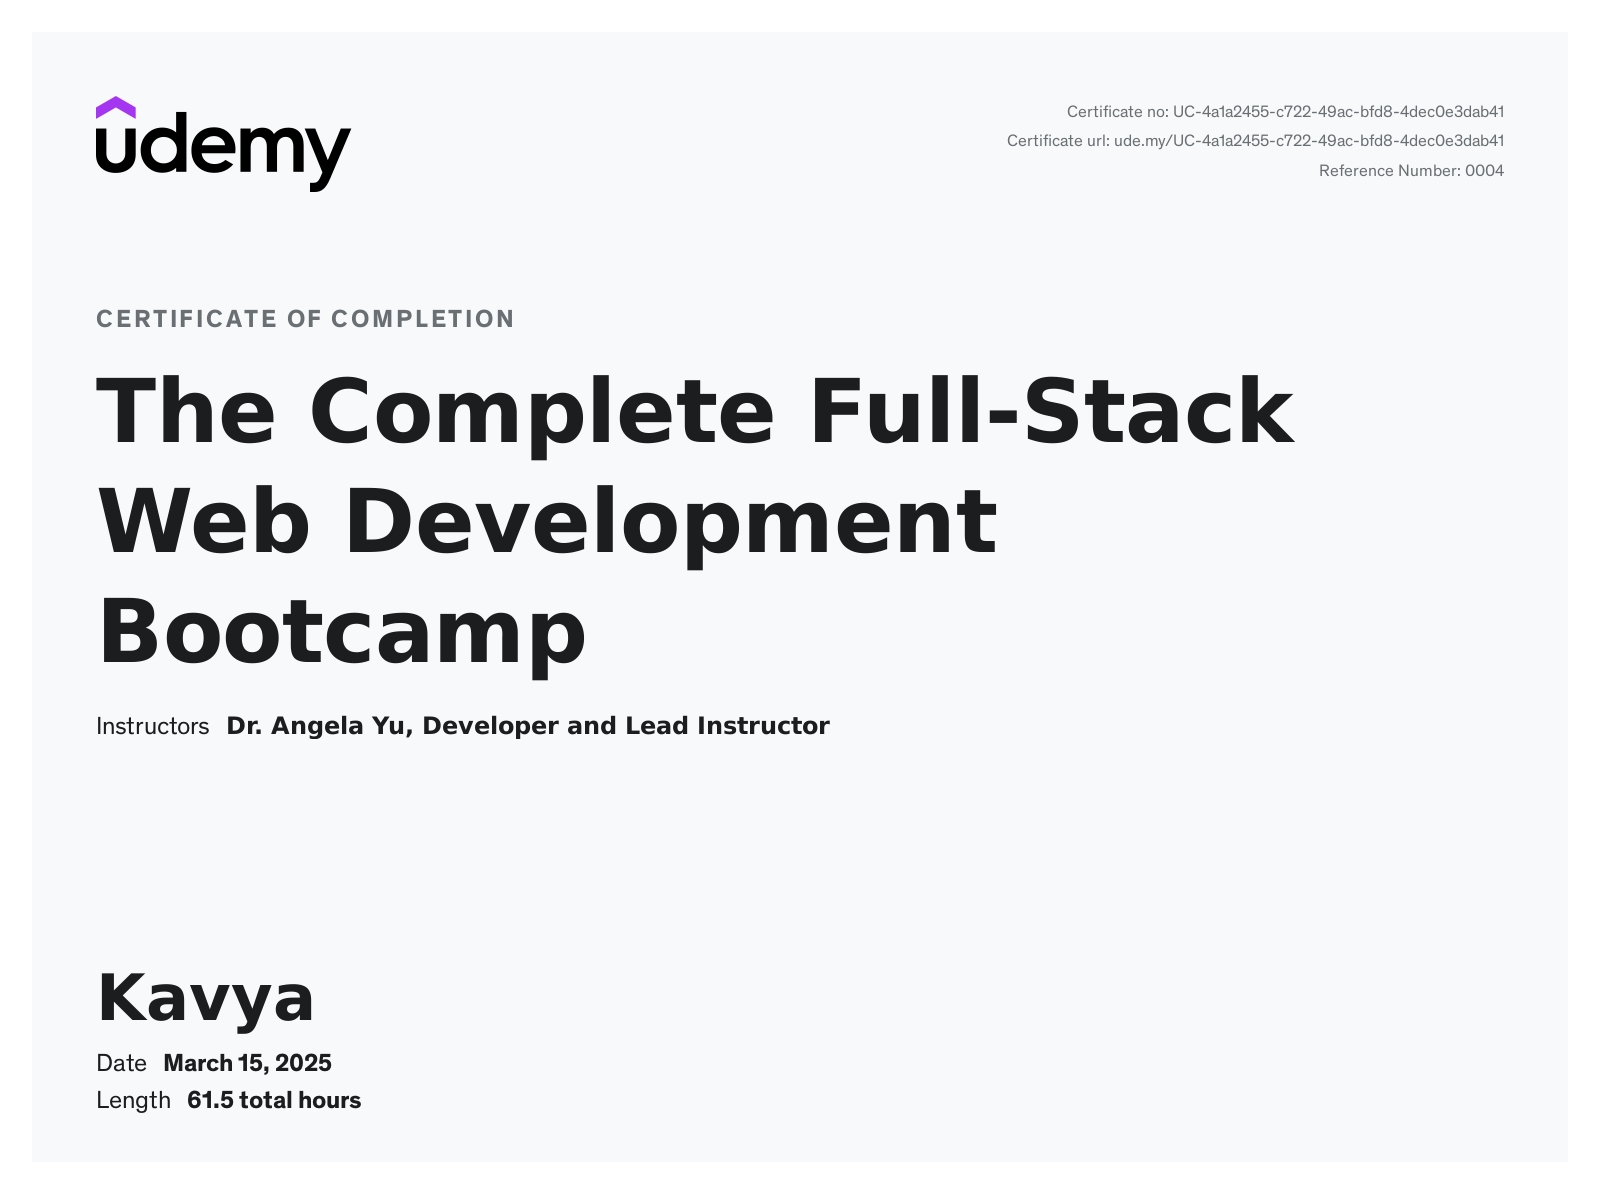 udemy
Certificate no: UC-4a1a2455-c722-49ac-bfd8-4dec0e3dab41
Certificate url: ude.my/UC-4a1a2455-c722-49ac-bfd8-4dec0e3dab41
Reference Number: 0004
CERTIFICATE OF COMPLETION
The Complete Full-Stack
Web Development
Bootcamp
Instructors Dr. Angela Yu, Developer and Lead Instructor
Kavya
Date March 15, 2025
Length 61.5 total hours